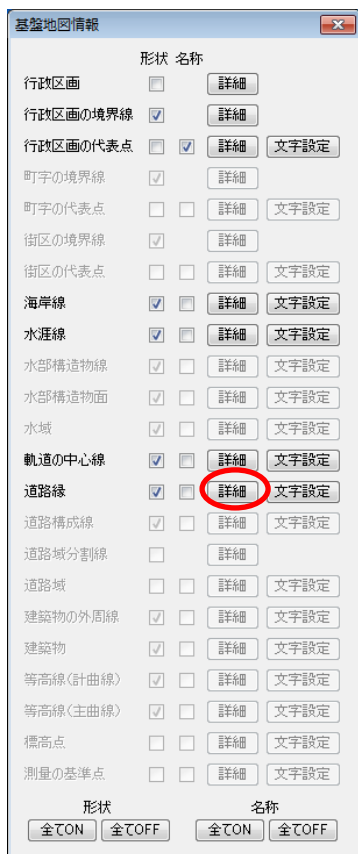 基盤地図情報
形状 名称
行政区画 詳細
行政区画の境界線 詳細
行政区画の代表点 詳細 文字設定
町字の境界線 詳細
町字の代表点 詳細 文字設定
街区の境界線 詳細
街区の代表点 詳細 文字設定
海岸線 詳細 文字設定
水涯線 詳細 文字設定
水部構造物線 詳細 文字設定
水部構造物面 詳細 文字設定
水域 詳細 文字設定
軌道の中心線 詳細 文字設定
道路縁 詳細 文字設定
道路構成線 詳細 文字設定
道路域分割線 詳細
道路域 詳細 文字設定
建築物の外周線 詳細 文字設定
建築物 詳細 文字設定
等高線(計曲線) 詳細 文字設定
等高線(主曲線) 詳細 文字設定
標高点 詳細 文字設定
測量の基準点 詳細 文字設定
形状 名称
全てON 全てOFF 全てON 全てOFF